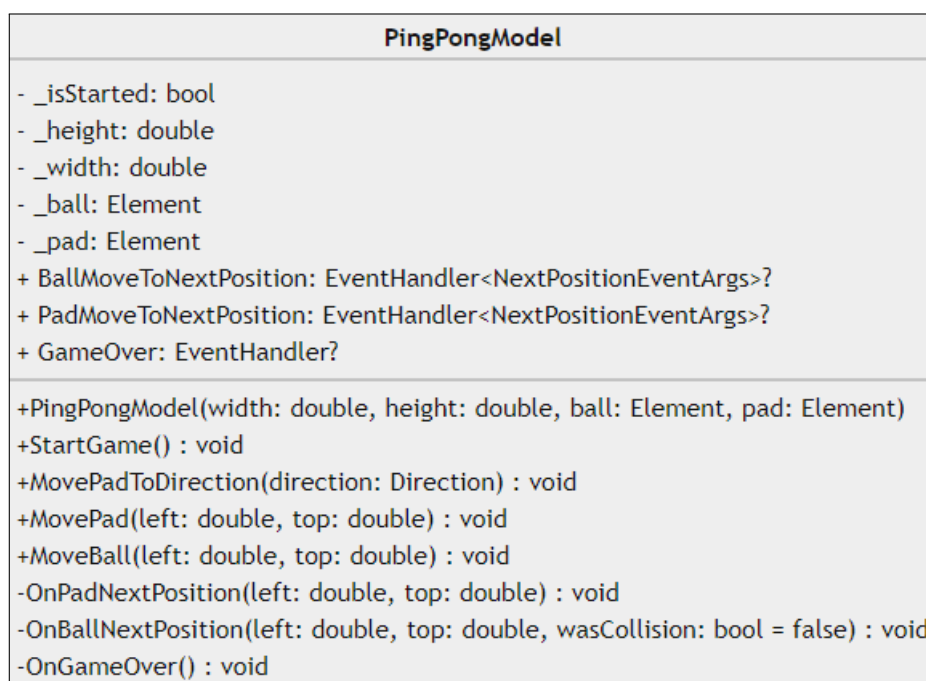 PingPongModel
- _isStarted: bool
- _height: double
- _width: double
- _ball: Element
- _pad: Element
+ BallMoveToNextPosition: EventHandler<NextPositionEventArgs>?
+ PadMoveToNextPosition: EventHandler<NextPositionEventArgs>?
+ GameOver: EventHandler?
+PingPongModel(width: double, height: double, ball: Element, pad: Element)
+StartGame() : void
+MovePadToDirection(direction: Direction) : void
+MovePad(left: double, top: double) : void
+MoveBall(left: double, top: double) : void
-OnPadNextPosition(left: double, top: double) : void
-OnBallNextPosition(left: double, top: double, wasCollision: bool = false) : void
-OnGameOver() : void